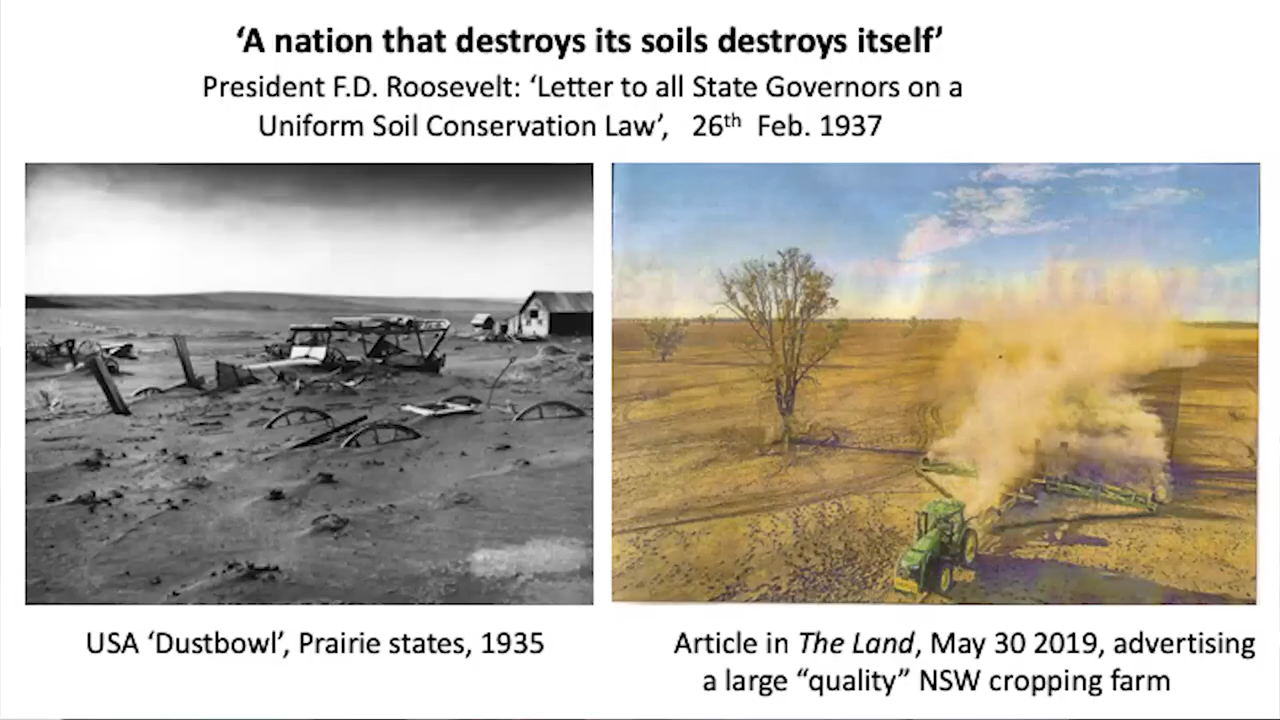 ‘A nation that destroys its soils destroys itself’
President F.D. Roosevelt: ‘Letter to all State Governors on a
Uniform Soil Conservation Law’, 26th Feb. 1937
USA ‘Dustbowl’, Prairie states, 1935
Article in The Land, May 30 2019, advertising
a large “quality” NSW cropping farm